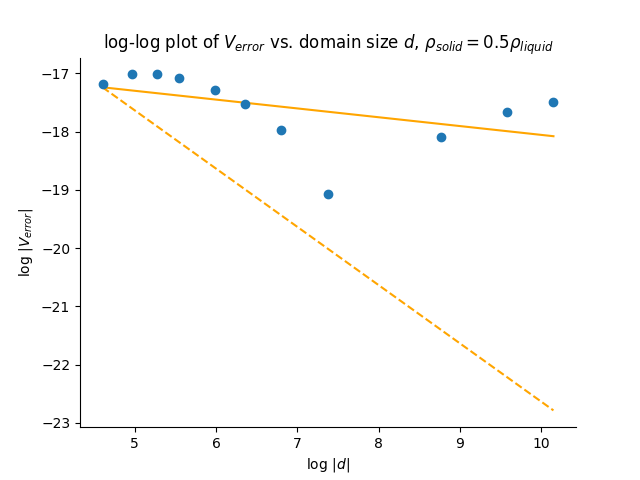 log-log plot of V_error vs. domain size d, ρ_solid = 0.5ρ_liquid
−17
−18
−19
−20
−21
−22
−23
log |V_error|
5 6 7 8 9 10
log |d|